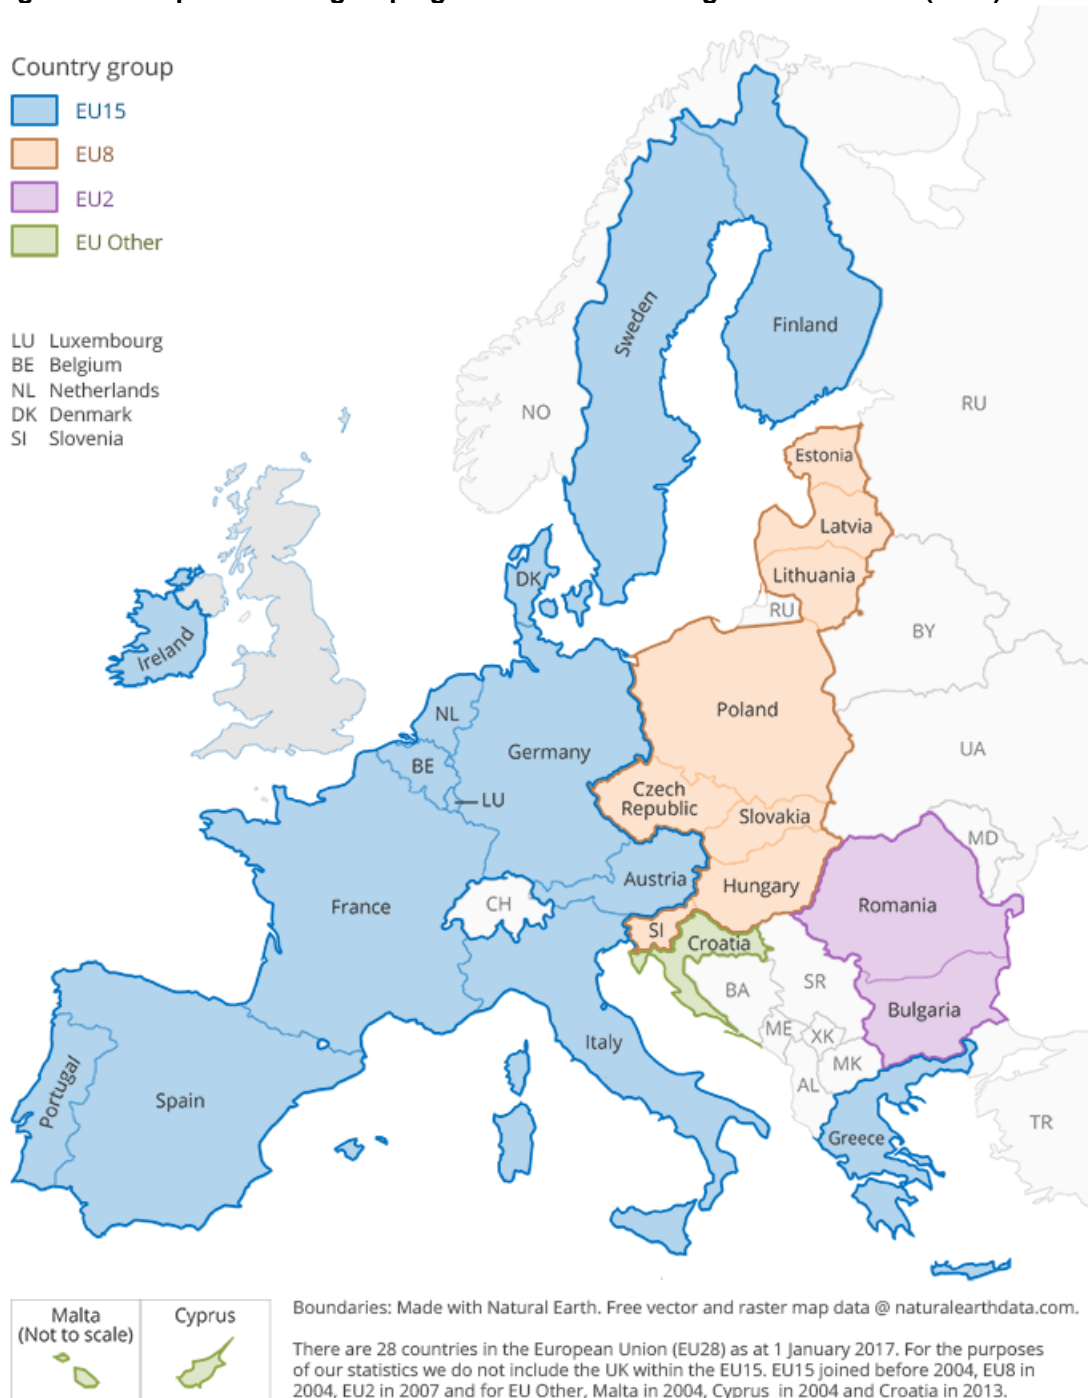 Country group
EU15
EU8
EU2
EU Other
LU Luxembourg
BE Belgium
NL Netherlands
DK Denmark
SI Slovenia
Sweden
Finland
NO
RU
Estonia
Latvia
Lithuania
DK
RU
BY
Ireland
Poland
NL
Germany
UA
BE
LU
Czech
Republic
Slovakia
MD
Austria
Hungary
France
CH
Romania
SI
Croatia
BA
SR
Bulgaria
ME
XK
Italy
MK
AL
Portugal
Spain
TR
Greece
Malta
(Not to scale)
Cyprus
Boundaries: Made with Natural Earth. Free vector and raster map data @ naturalearthdata.com.
There are 28 countries in the European Union (EU28) as at 1 January 2017. For the purposes
of our statistics we do not include the UK within the EU15. EU15 joined before 2004, EU8 in
2004, EU2 in 2007 and for EU Other, Malta in 2004, Cyprus in 2004 and Croatia in 2013.